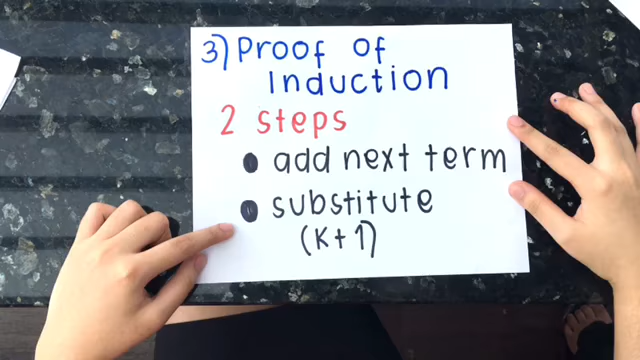 3) Proof of
Induction
2 steps
● add next term
● substitute
(K+1)